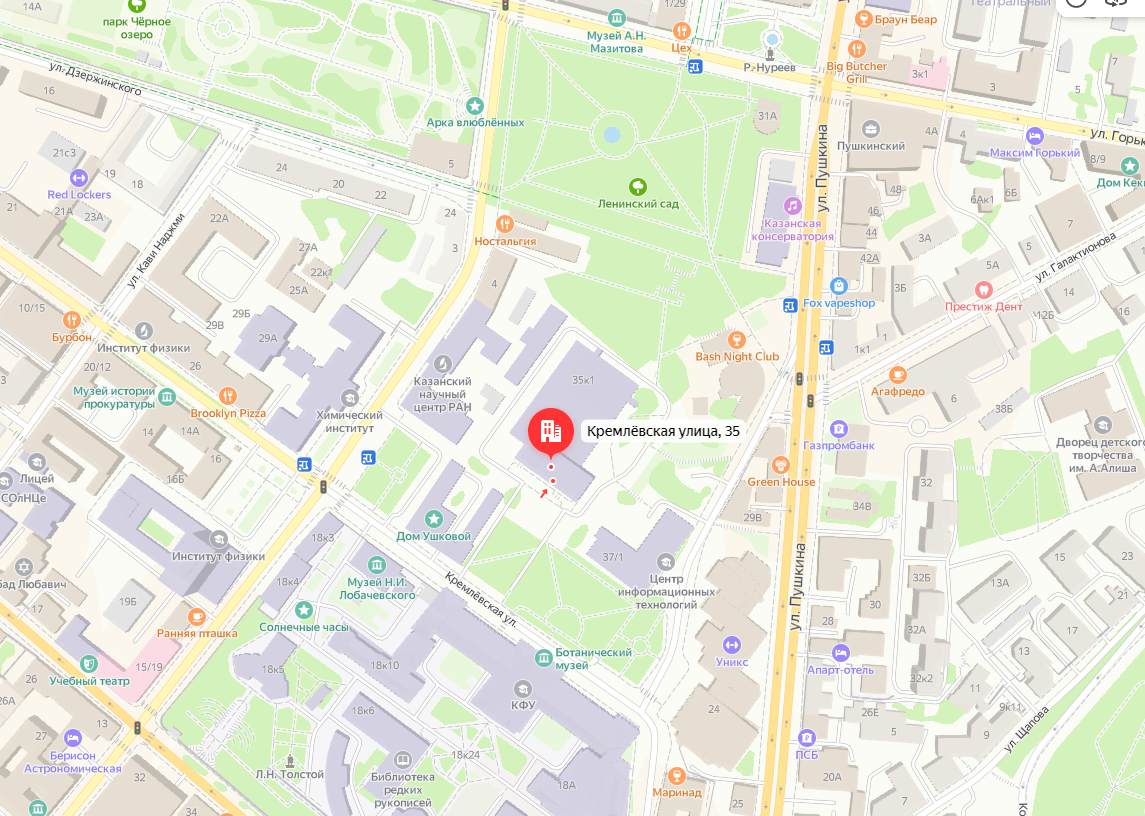 14А
парк Чёрное
озеро
1/29
Музей А.Н.
Мазитова
Цех
Р. Нуреев
Браун Беар
Big Butcher
Grill
3к1
3
7
театральный
ул. Дзержинского
16
Арка влюблённых
5
31А
Пушкинский
4А
4
Максим Горький
ул. Горьк
8/9
Дом Кек
21с3
Red Lockers
19
18
24
20
22
24
3
Ленинский сад
ул. Пушкина
Казанская
консерватория
48
46
44
42А
6Ак1
6Б
7
3А
5
5А
ул. Галактионова
21
21А
23А
22А
ул. Кави Наджми
27А
22к
25А
Ностальгия
4
Fox vapeshop
Престиж Дент
14
12Б
10/15
Бурбон
29Б
29В
29А
Институт физики
20/12
26
Bash Night Club
1к1
Агафредо
6
38Б
Музей истории
прокуратуры
Brooklyn Pizza
14
16
Химический
институт
Казанский
научный
центр РАН
35к1
Кремлёвская улица, 35
Газпромбанк
Дворец детского
творчества
им. А.Алиша
Лицей
СОлНЦе
Green House
32
34В
29В
Дом Ушковой
18к3
Институт физики
Музей Н.И.
Лобачевского
37/1
Центр
информационных
технологий
ул. Пушкина
бад Любавич
19Б
18к4
Кремлёвская ул.
30
32Б
32А
28
13А
15
23
21
17
13
Ранняя пташка
Солнечные часы
Ботанический
музей
Уникс
Апарт-отель
32к2
15/19
Учебный театр
18к5
18к10
КФУ
11
9к11
ул. Щапова
26А
13
27
18к6
24
26Е
5
Берисон
Астрономическая
32
Л.Н. Толстой
Библиотека
редких
рукописей
18к24
18А
Маринад
ПСБ
20А
7